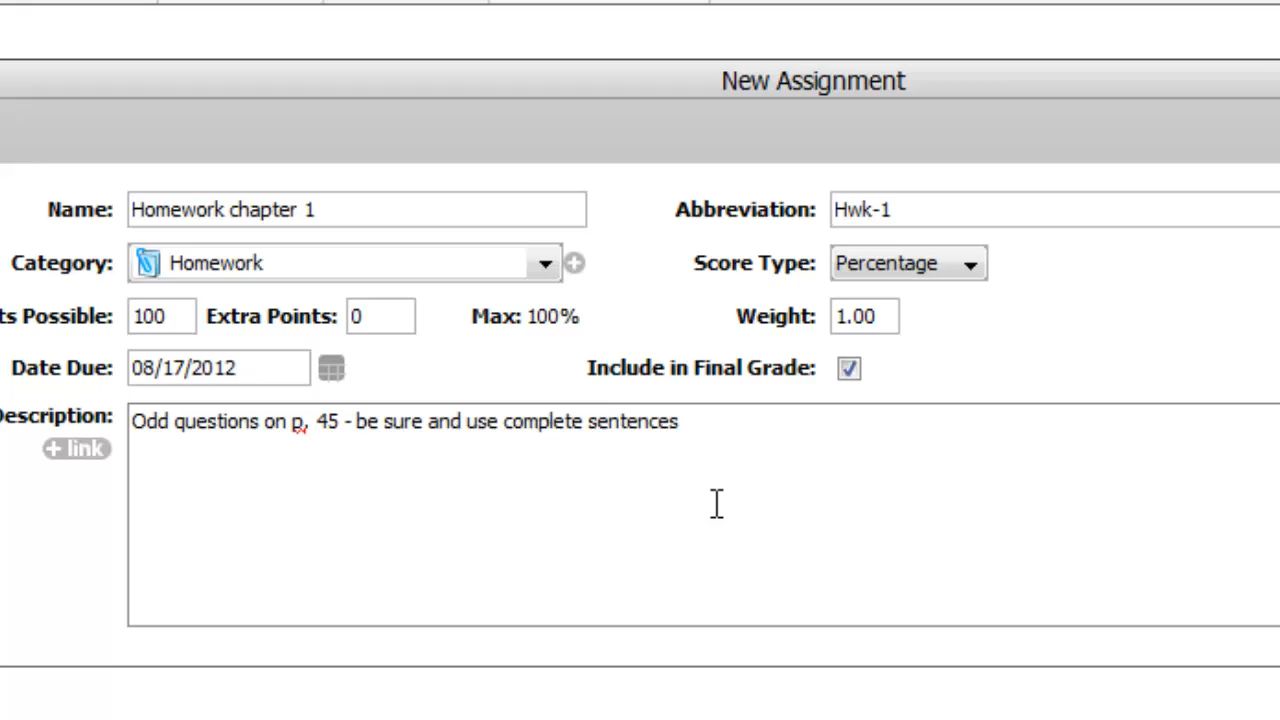 New Assignment
Name: Homework chapter 1 Abbreviation: Hwk-1
Category: Homework Score Type: Percentage
ts Possible: 100 Extra Points: 0 Max: 100% Weight: 1.00
Date Due: 08/17/2012 Include in Final Grade:
Description: Odd questions on p, 45 - be sure and use complete sentences
+ link